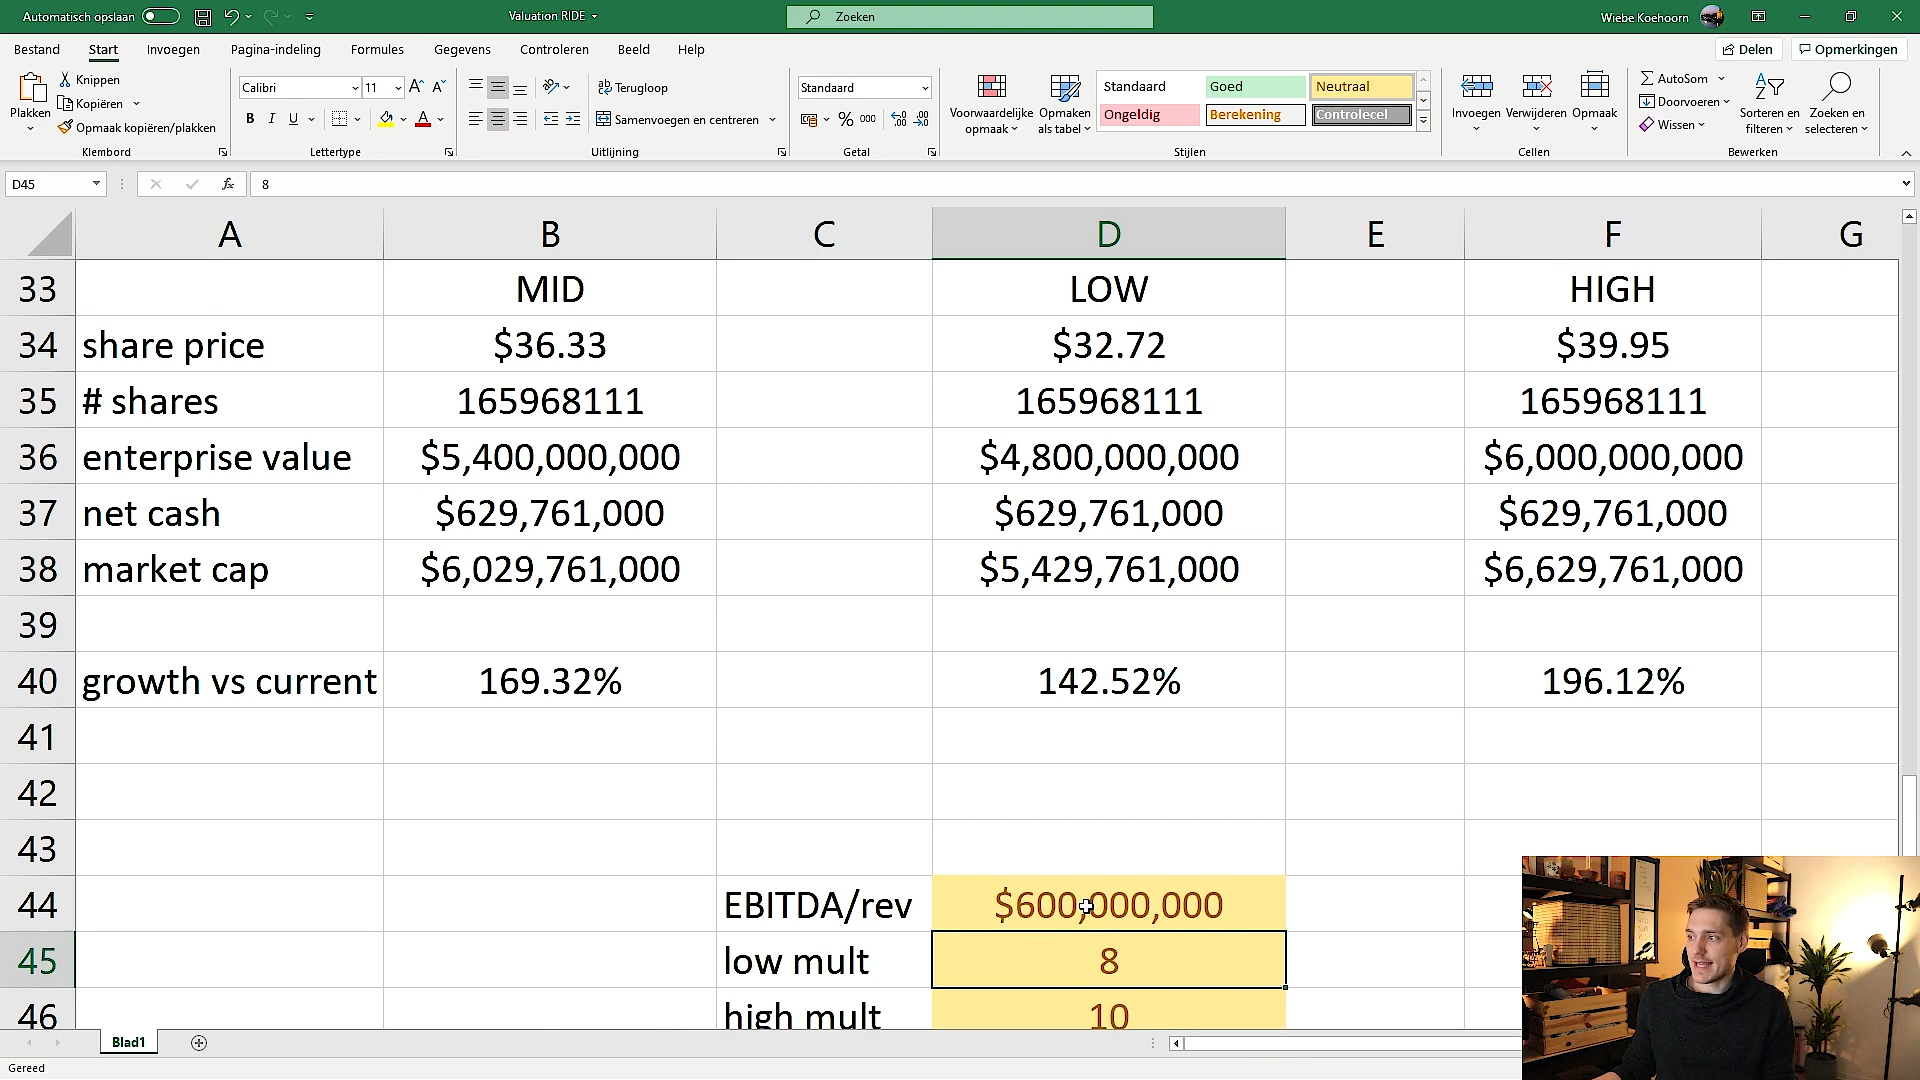 Automatisch opslaan
Valuation RIDE
Zoeken
Wiebe Koehoorn
Bestand Start Invoegen Pagina-indeling Formules Gegevens Controleren Beeld Help
Delen Opmerkingen
Plakken
Knippen
Kopiëren
Opmaak kopiëren/plakken
Klembord
Calibri 11
B I U
Lettertype
Terugloop
Samenvoegen en centreren
Uitlijning
Standaard
% 000
Getal
Voorwaardelijke opmaak
Opmaken als tabel
Standaard Goed Neutraal
Ongeldig Berekening Controlecel
Stijlen
Invoegen Verwijderen Opmaak
Cellen
AutoSom
Doorvoeren
Wissen
Sorteren en filteren
Zoeken en selecteren
Bewerken
D45 fx 8
A B C D E F G
33 MID LOW HIGH
34 share price $36.33 $32.72 $39.95
35 # shares 165968111 165968111 165968111
36 enterprise value $5,400,000,000 $4,800,000,000 $6,000,000,000
37 net cash $629,761,000 $629,761,000 $629,761,000
38 market cap $6,029,761,000 $5,429,761,000 $6,629,761,000
39
40 growth vs current 169.32% 142.52% 196.12%
41
42
43
44 EBITDA/rev $600,000,000
45 low mult 8
46 high mult 10
Blad1
Gereed